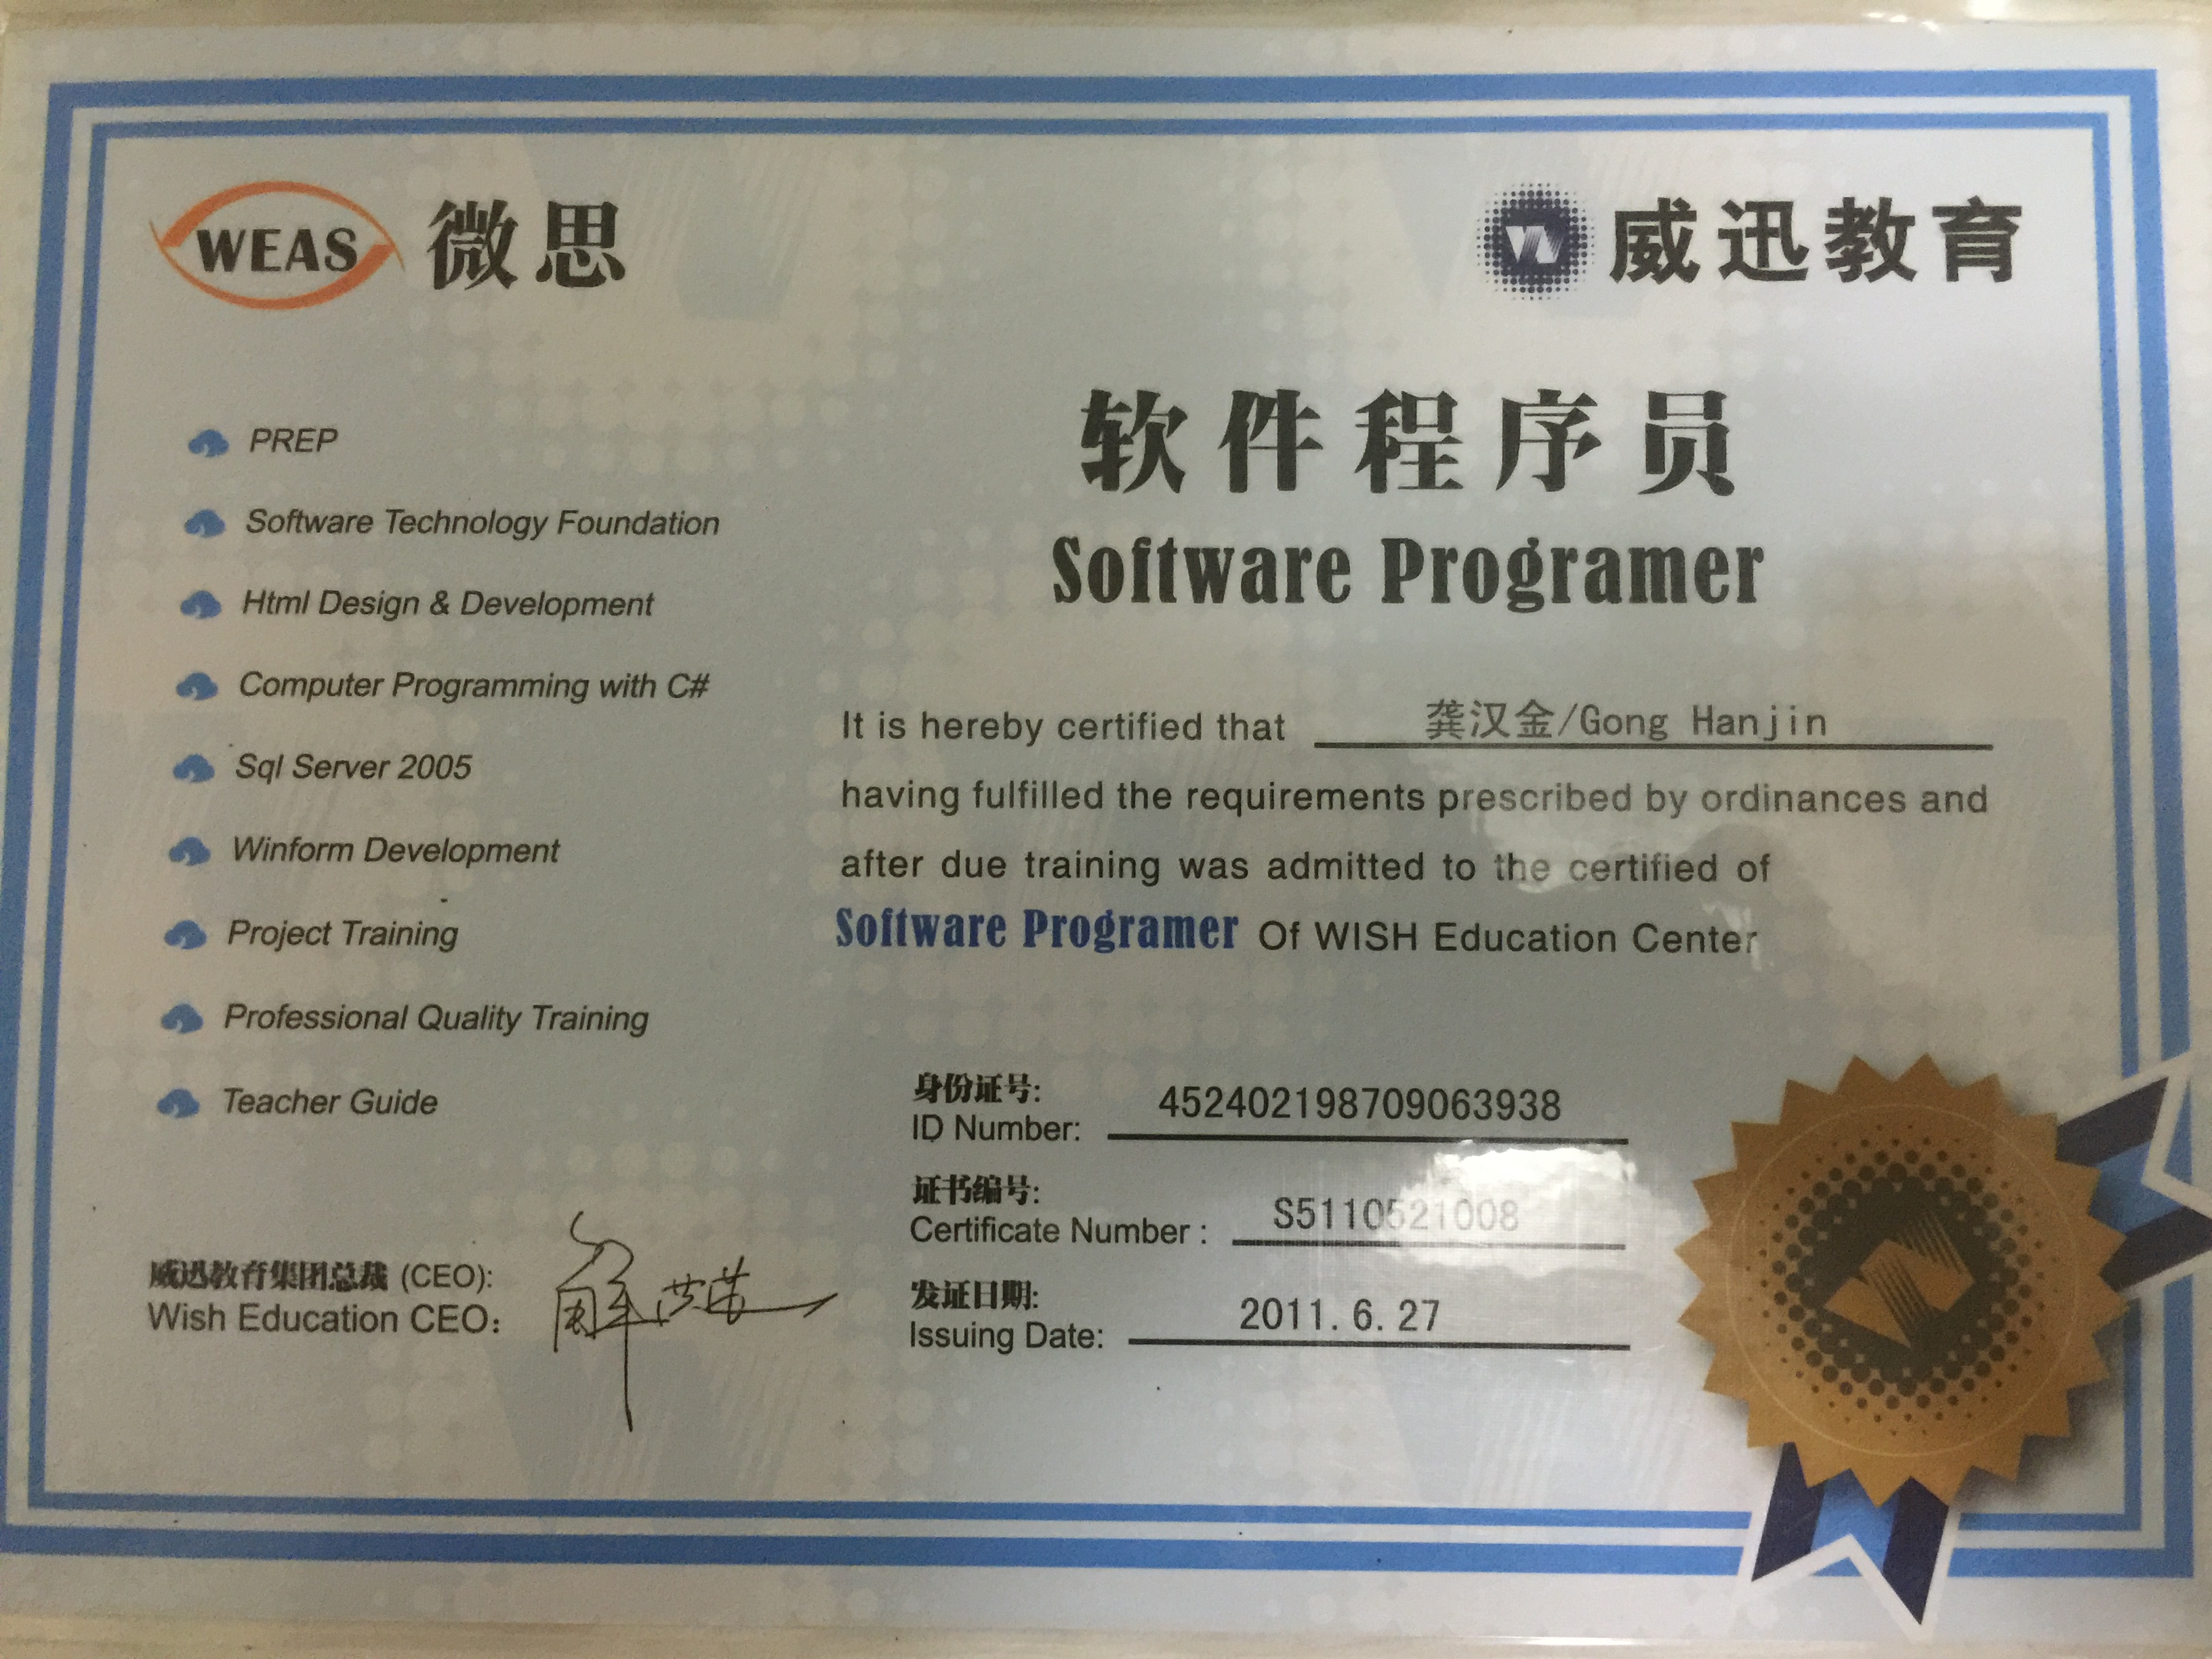 WEAS 微思
威迅教育
软件程序员
Software Programer
PREP
Software Technology Foundation
Html Design & Development
Computer Programming with C#
Sql Server 2005
Winform Development
Project Training
Professional Quality Training
Teacher Guide
It is hereby certified that 龚汉金/Gong Hanjin
having fulfilled the requirements prescribed by ordinances and
after due training was admitted to the certified of
Software Programer Of WISH Education Center
威迅教育集团总裁 (CEO):
Wish Education CEO:
身份证号:
ID Number: 452402198709063938
证书编号:
Certificate Number: S5110521008
发证日期:
Issuing Date: 2011.6.27